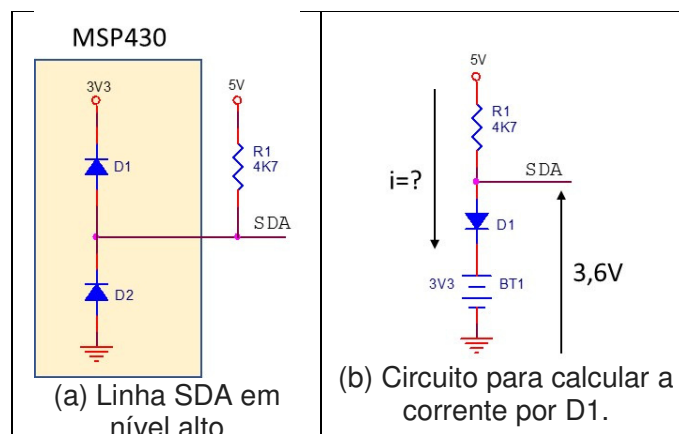 MSP430
3V3
D1
D2
5V
R1
4K7
SDA
(a) Linha SDA em
nível alto
5V
R1
4K7
SDA
i=?
D1
3V3
BT1
3,6V
(b) Circuito para calcular a
corrente por D1.